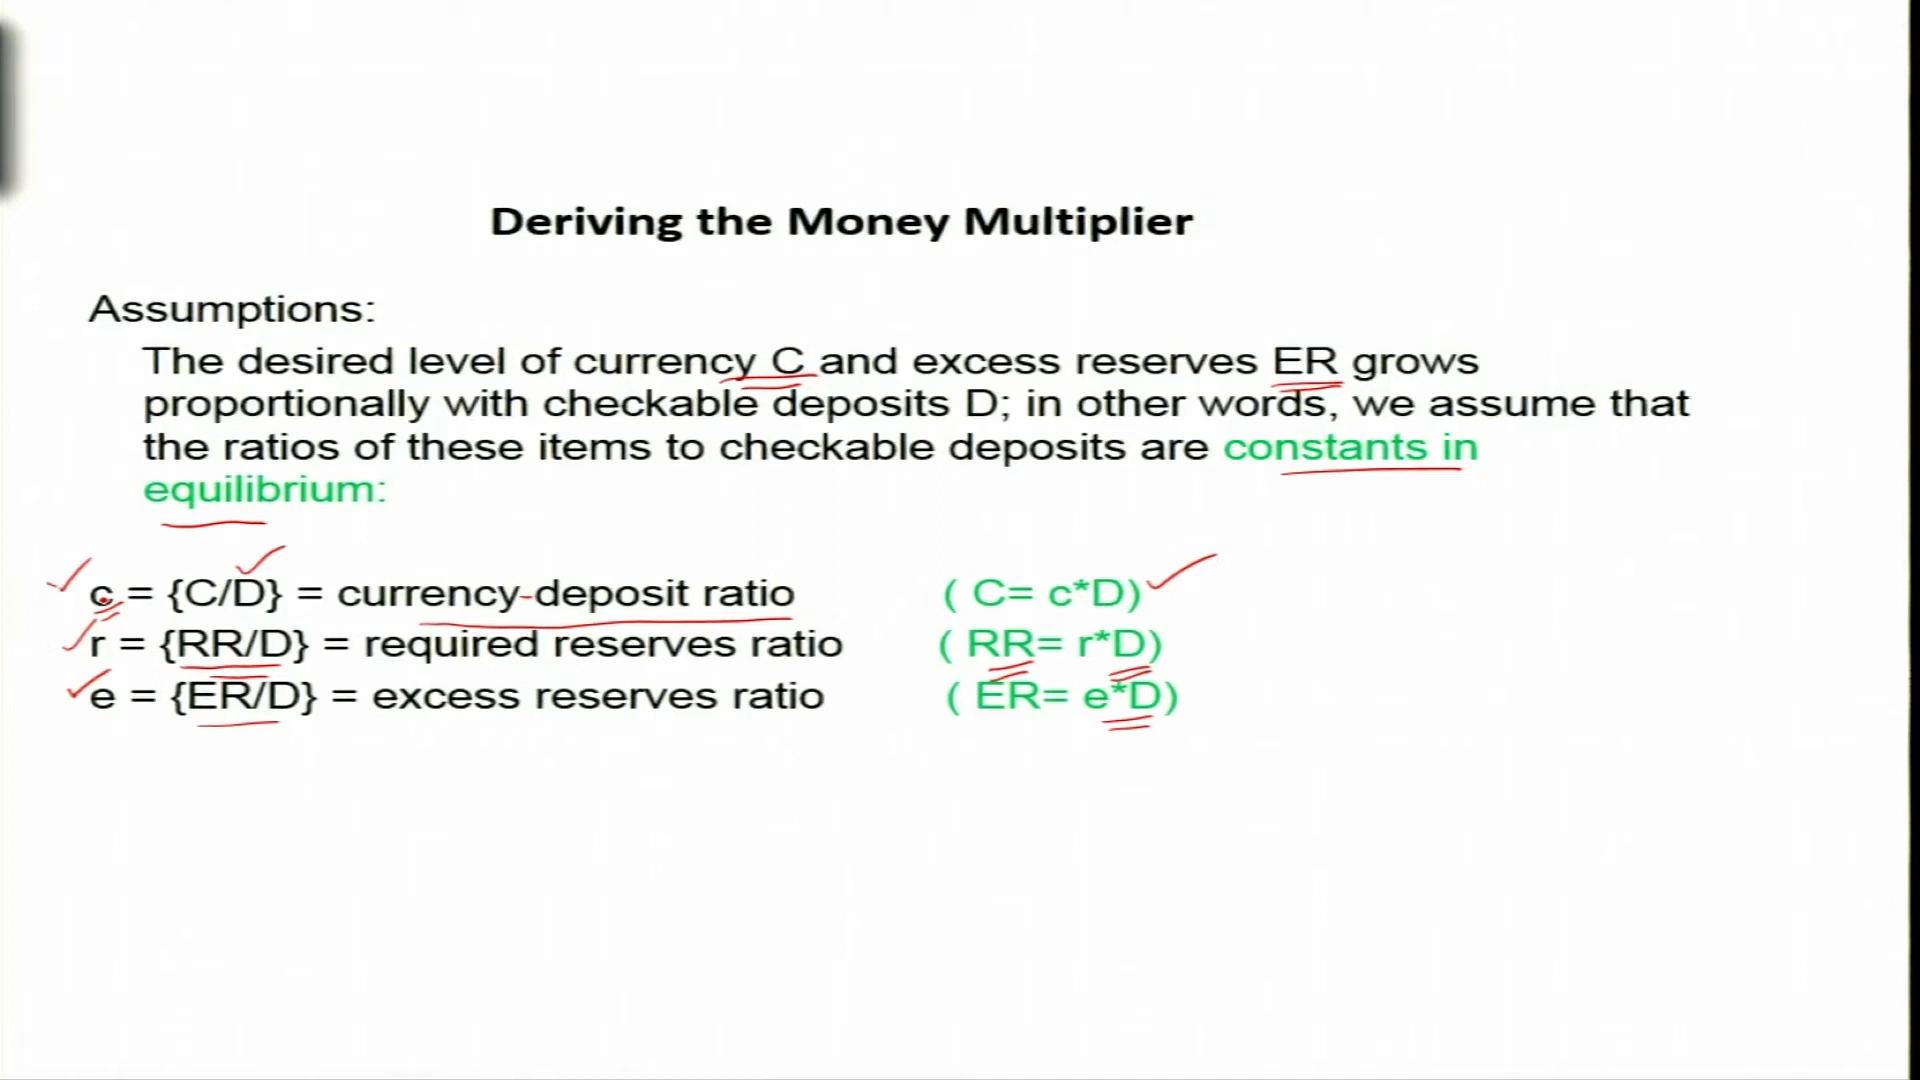 Deriving the Money Multiplier
Assumptions:
The desired level of currency C and excess reserves ER grows
proportionally with checkable deposits D; in other words, we assume that
the ratios of these items to checkable deposits are constants in
equilibrium:
c = {C/D} = currency-deposit ratio ( C= c*D)
r = {RR/D} = required reserves ratio ( RR= r*D)
e = {ER/D} = excess reserves ratio ( ER= e*D)